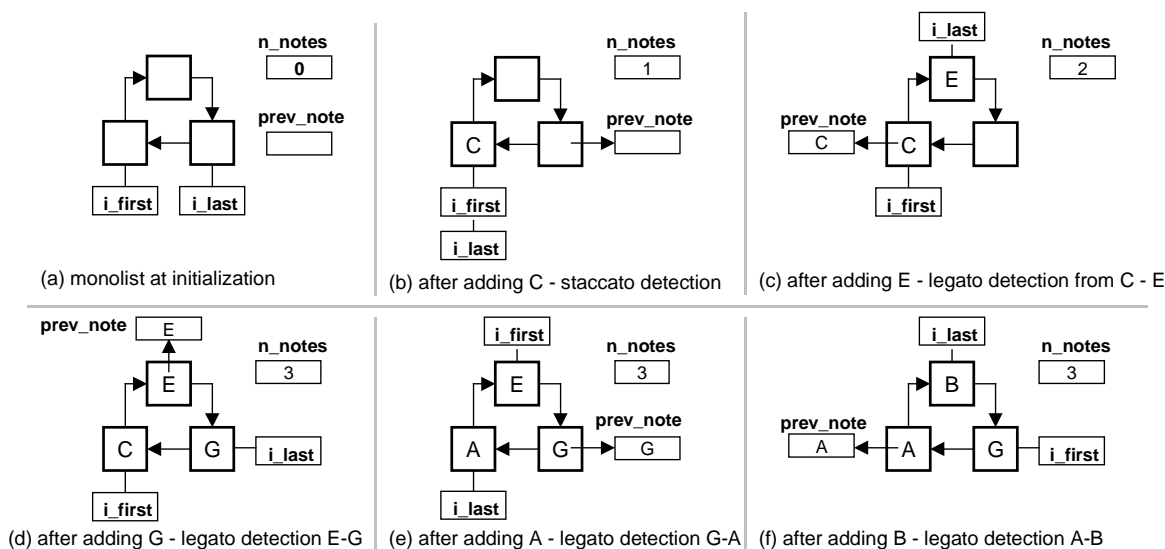 n_notes
0
prev_note
i_first
i_last
(a) monolist at initialization
n_notes
1
prev_note
C
i_first
i_last
(b) after adding C - staccato detection
i_last
n_notes
E
2
prev_note
C
C
i_first
(c) after adding E - legato detection from C - E
prev_note
E
n_notes
E
3
C
G
i_last
i_first
(d) after adding G - legato detection E-G
i_first
n_notes
E
3
prev_note
A
G
G
i_last
(e) after adding A - legato detection G-A
i_last
n_notes
B
3
prev_note
A
A
G
i_first
(f) after adding B - legato detection A-B